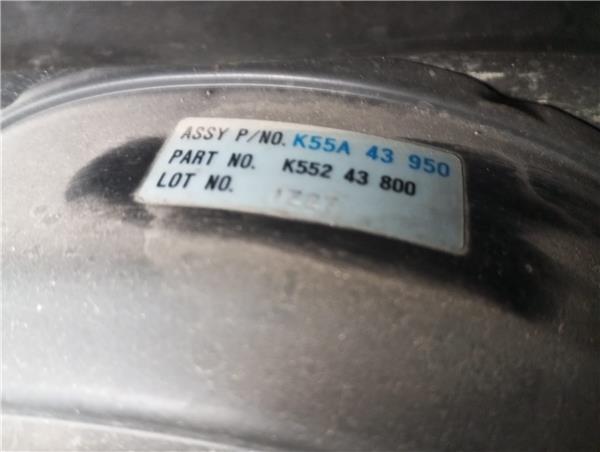 ASSY P/NO. K55A 43 950
PART NO. K552 43 800
LOT NO.